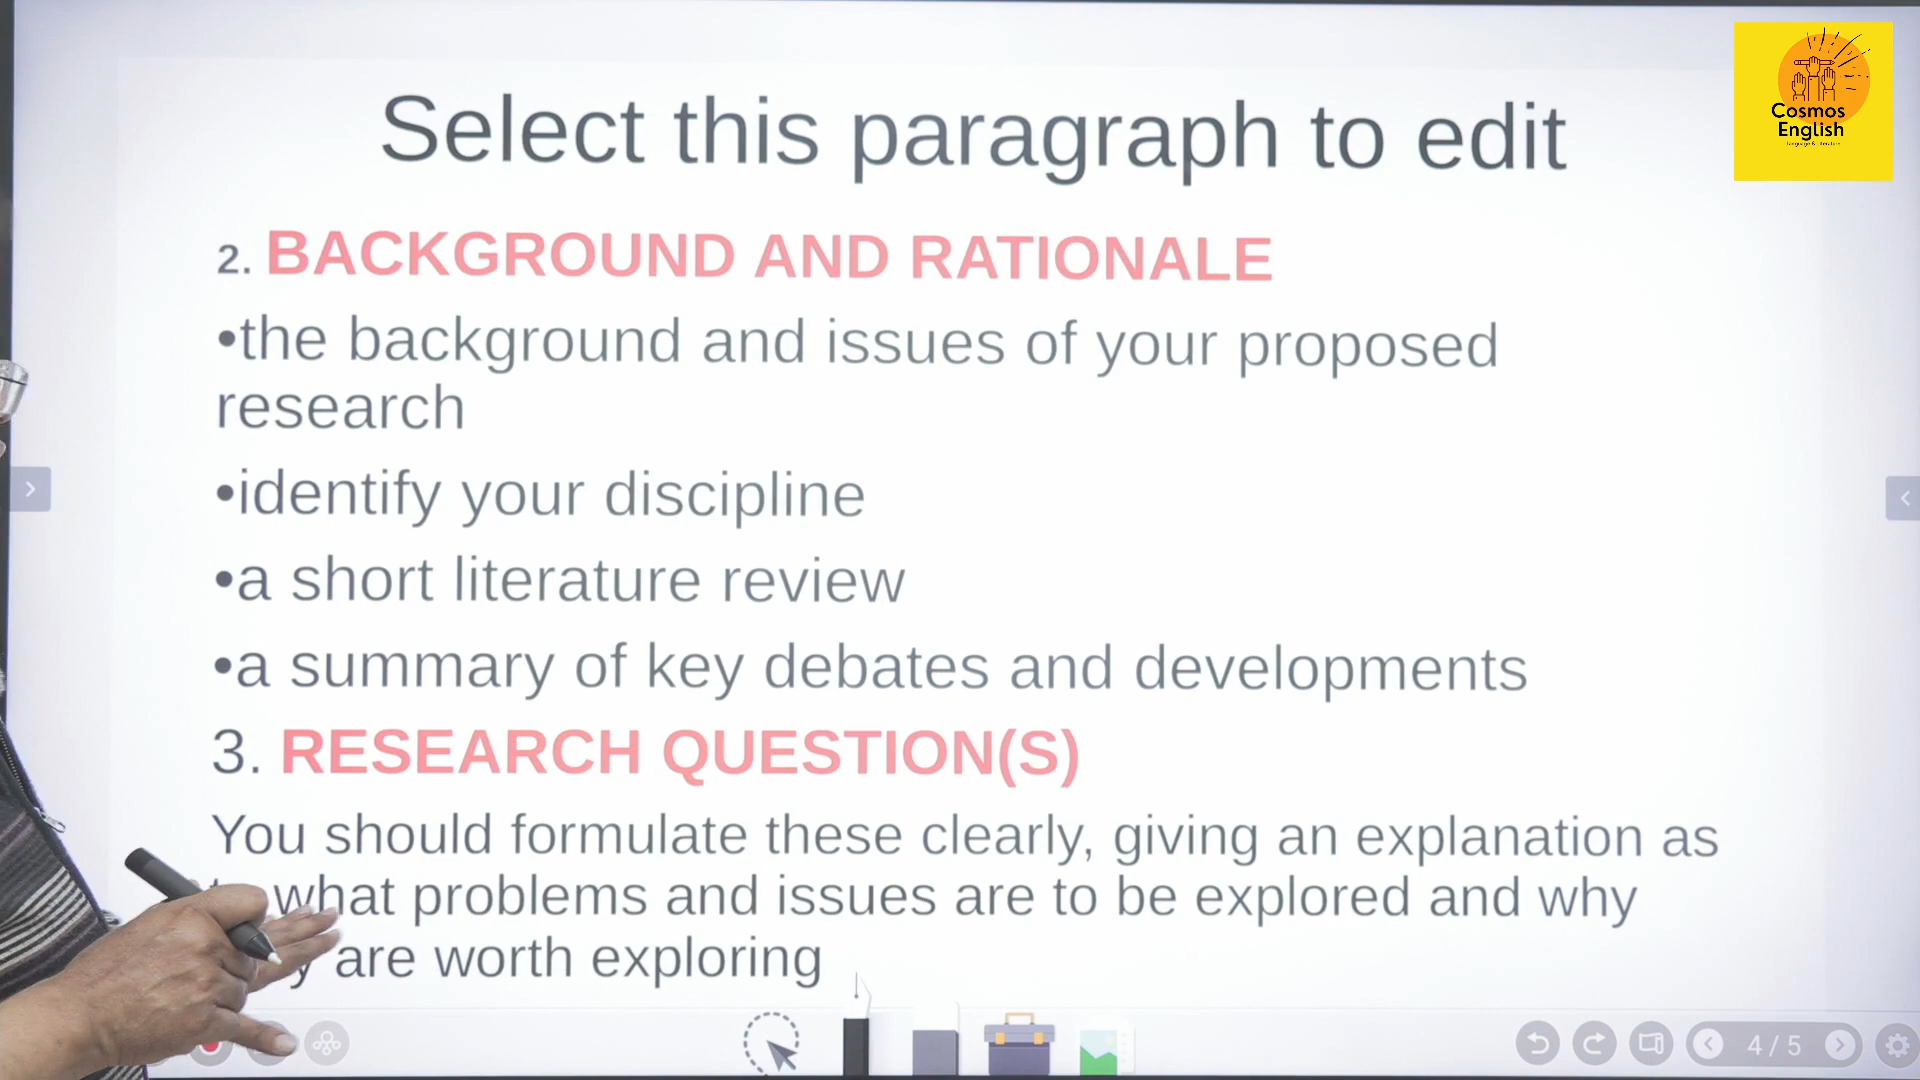 Select this paragraph to edit
Cosmos
English
2. BACKGROUND AND RATIONALE
•the background and issues of your proposed
research
•identify your discipline
•a short literature review
•a summary of key debates and developments
3. RESEARCH QUESTION(S)
You should formulate these clearly, giving an explanation as
what problems and issues are to be explored and why
are worth exploring
4 / 5